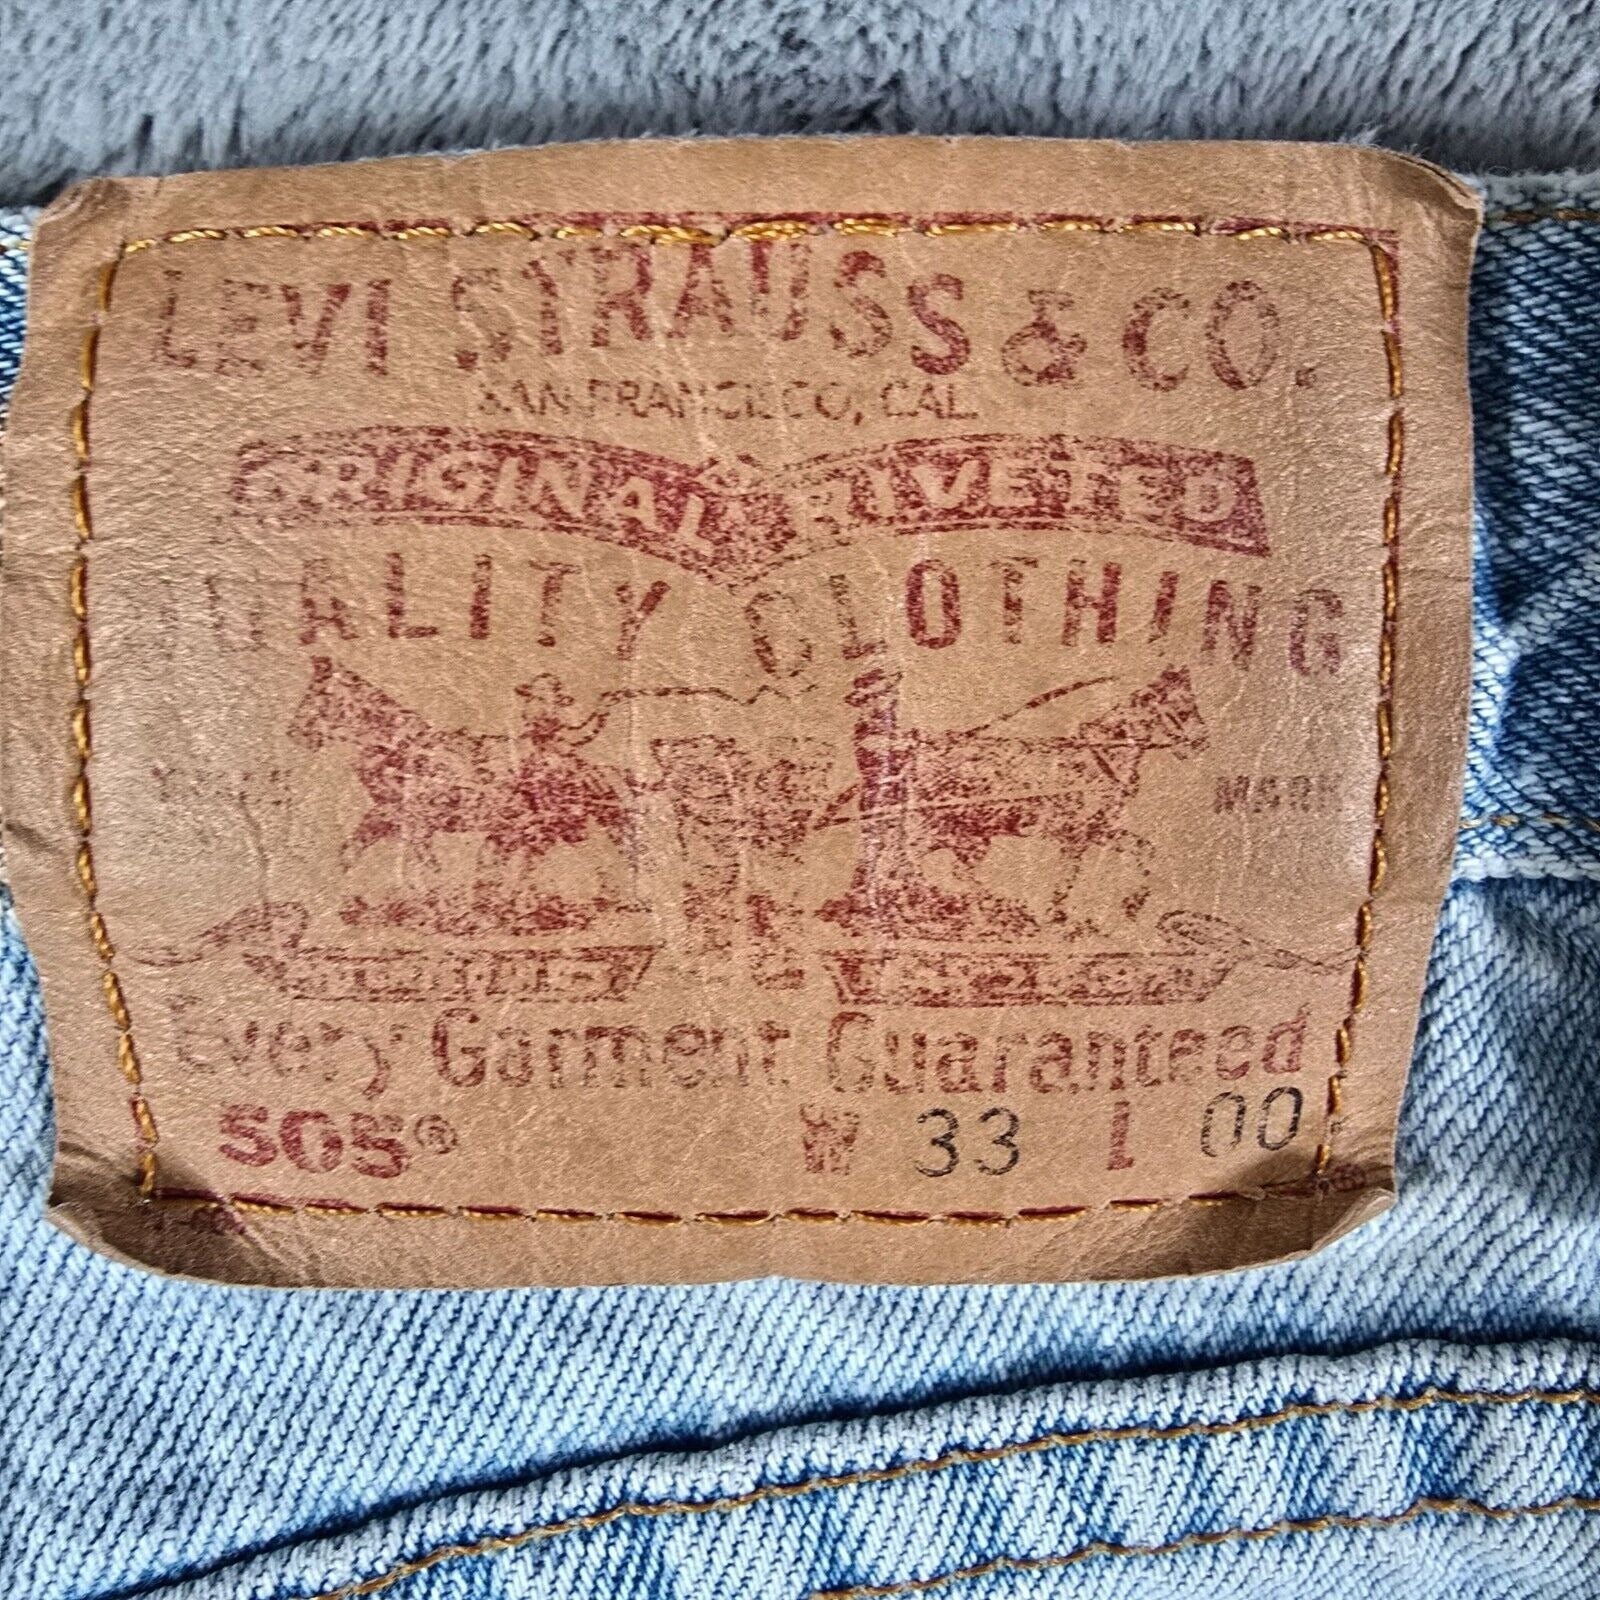 LEVI STRAUSS & CO.
SAN FRANCISCO, CAL.
ORIGINAL RIVETED
QUALITY CLOTHING
MARK
Every Garment Guaranteed
505® W 33 L 00
®